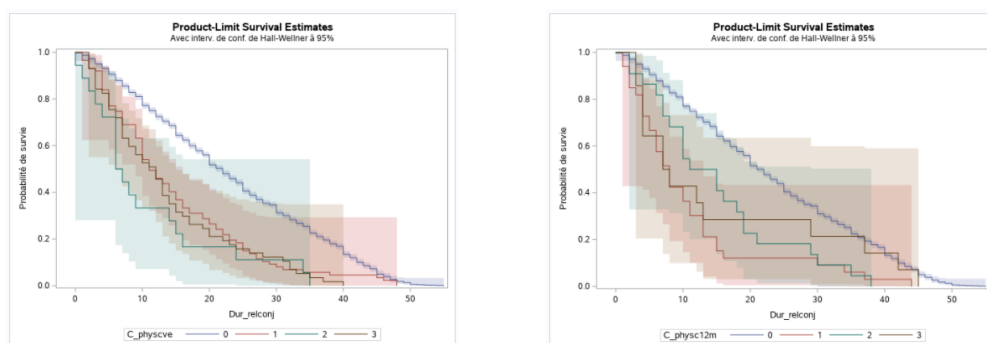 Product-Limit Survival Estimates
Avec interv. de conf. de Hall-Wellner à 95%
1.0
0.8
0.6
0.4
0.2
0.0
Probabilité de survie
0 10 20 30 40 50
Dur_relconj
C_physcve 0 1 2 3
Product-Limit Survival Estimates
Avec interv. de conf. de Hall-Wellner à 95%
1.0
0.8
0.6
0.4
0.2
0.0
Probabilité de survie
0 10 20 30 40 50
Dur_relconj
C_physc12m 0 1 2 3